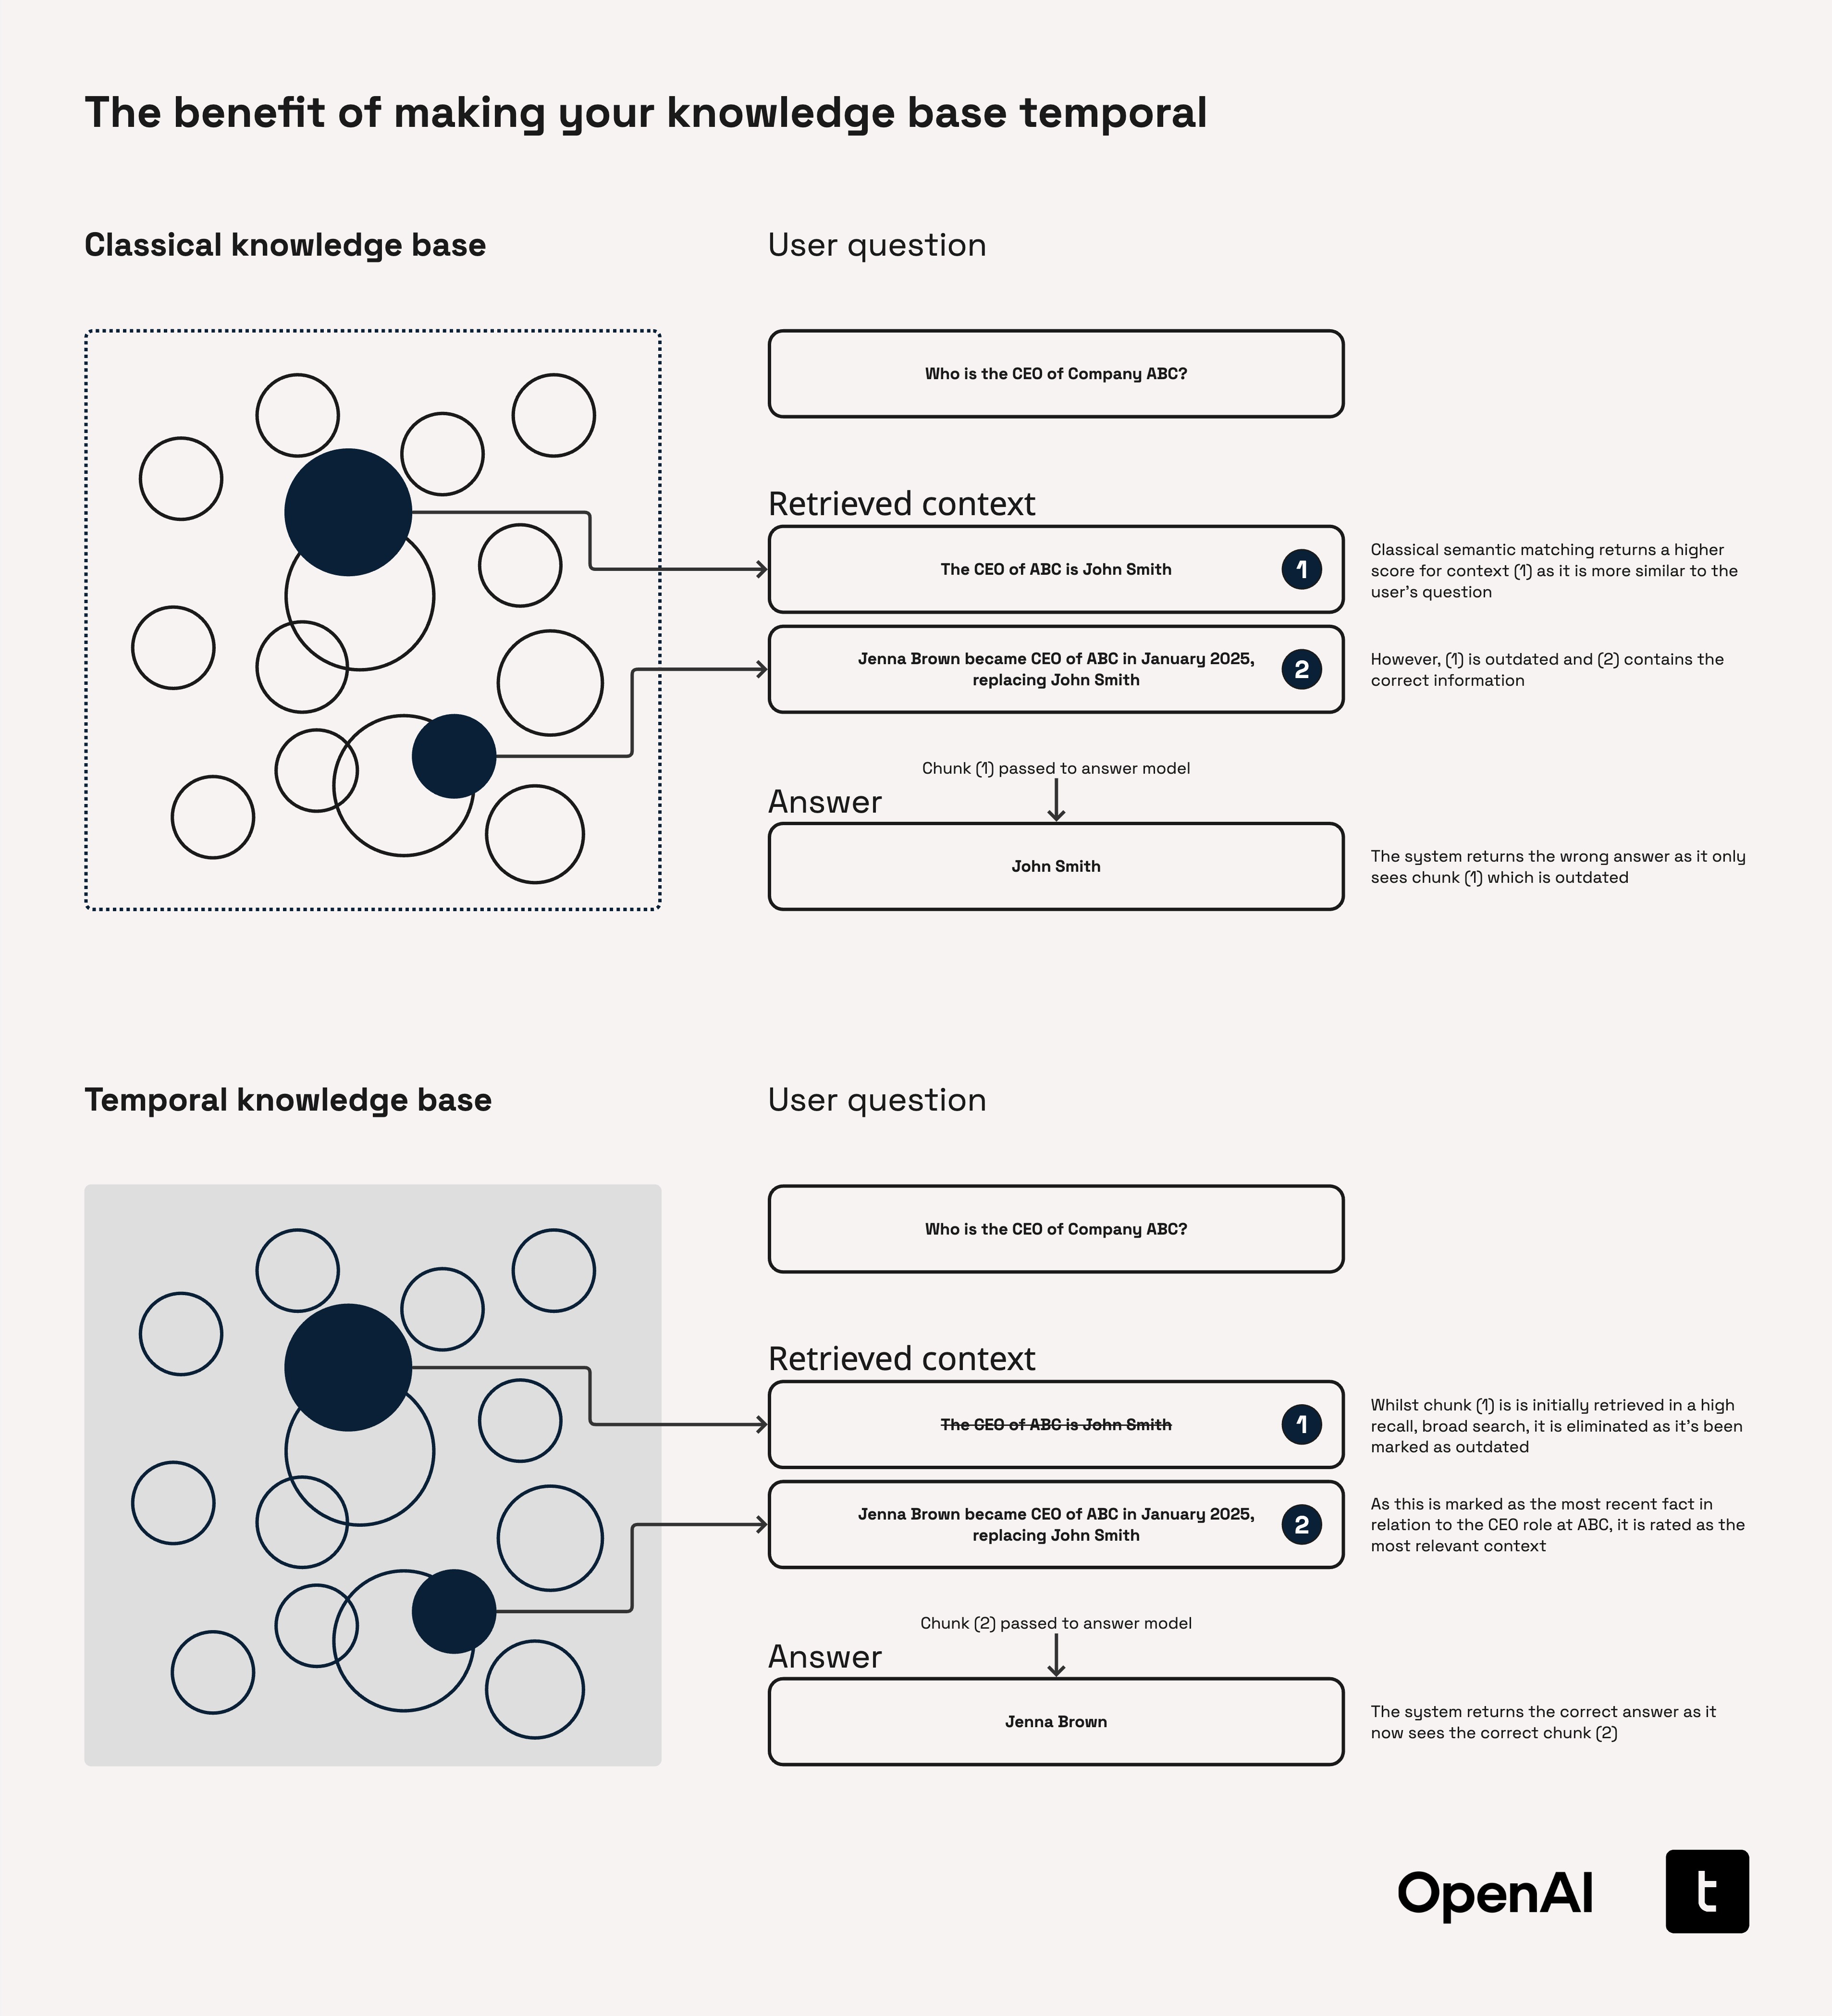 The benefit of making your knowledge base temporal
Classical knowledge base
User question
Who is the CEO of Company ABC?
Retrieved context
The CEO of ABC is John Smith
1
Classical semantic matching returns a higher
score for context (1) as it is more similar to the
user's question
Jenna Brown became CEO of ABC in January 2025,
replacing John Smith
2
However, (1) is outdated and (2) contains the
correct information
Chunk (1) passed to answer model
Answer
John Smith
The system returns the wrong answer as it only
sees chunk (1) which is outdated
Temporal knowledge base
User question
Who is the CEO of Company ABC?
Retrieved context
The CEO of ABC is John Smith
1
Whilst chunk (1) is is initially retrieved in a high
recall, broad search, it is eliminated as it's been
marked as outdated
Jenna Brown became CEO of ABC in January 2025,
replacing John Smith
2
As this is marked as the most recent fact in
relation to the CEO role at ABC, it is rated as the
most relevant context
Chunk (2) passed to answer model
Answer
Jenna Brown
The system returns the correct answer as it
now sees the correct chunk (2)
OpenAI
t